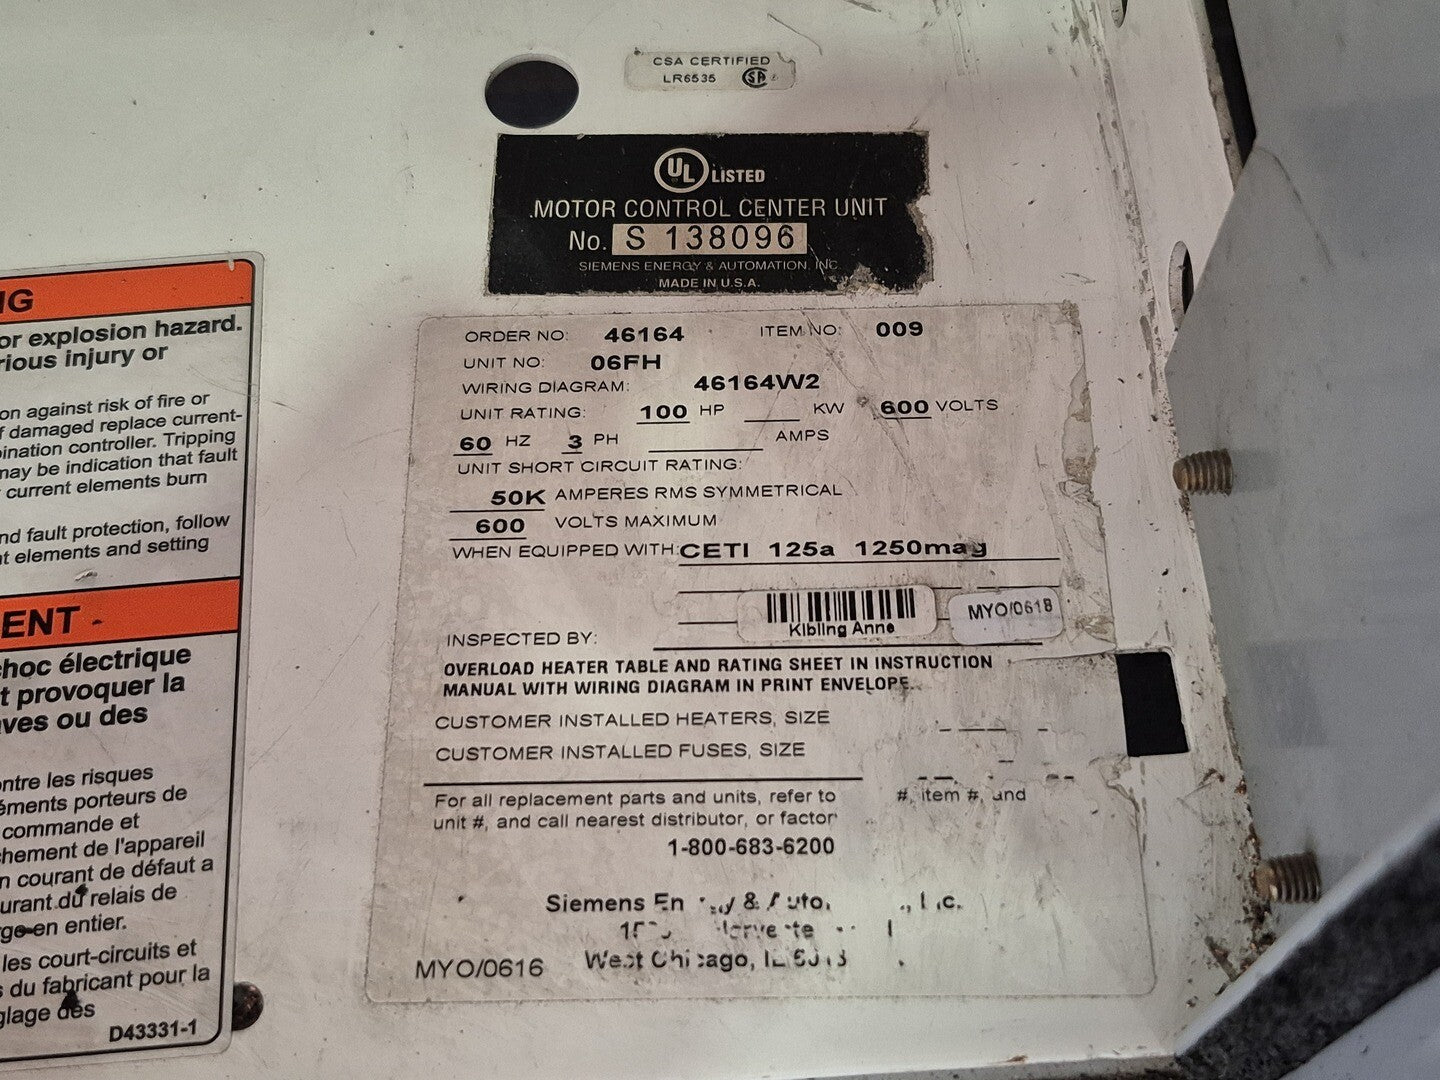 CSA CERTIFIED
LR6535 SA
UL LISTED
MOTOR CONTROL CENTER UNIT
No. S 138096
SIEMENS ENERGY & AUTOMATION, INC.
MADE IN U.S.A.
ORDER NO: 46164 ITEM NO: 009
UNIT NO: 06FH
WIRING DIAGRAM: 46164W2
UNIT RATING: 100 HP KW 600 VOLTS
60 HZ 3 PH AMPS
UNIT SHORT CIRCUIT RATING:
50K AMPERES RMS SYMMETRICAL
600 VOLTS MAXIMUM
WHEN EQUIPPED WITH: CETI 125a 1250mag
INSPECTED BY: Kibling Anne MYO/0618
OVERLOAD HEATER TABLE AND RATING SHEET IN INSTRUCTION
MANUAL WITH WIRING DIAGRAM IN PRINT ENVELOPE.
CUSTOMER INSTALLED HEATERS, SIZE
CUSTOMER INSTALLED FUSES, SIZE
For all replacement parts and units, refer to #, item #, and
unit #, and call nearest distributor, or factor
1-800-683-6200
Siemens
West Chicago, IL
MYO/0616
NG
or explosion hazard.
rious injury or
on against risk of fire or
f damaged replace current-
bination controller. Tripping
may be indication that fault
current elements burn
nd fault protection, follow
nt elements and setting
ENT
choc électrique
t provoquer la
aves ou des
ontre les risques
éments porteurs de
commande et
chement de l'appareil
n courant de défaut a
urant du relais de
rge en entier.
les court-circuits et
s du fabricant pour la
glage des
D43331-1